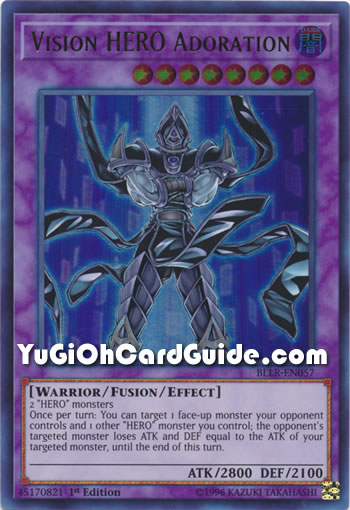 Vision HERO Adoration
DARK
闇
YuGiOhCardGuide.com
BLLR-EN057
[WARRIOR/FUSION/EFFECT]
2 "HERO" monsters
Once per turn: You can target 1 face-up monster your opponent
controls and 1 other "HERO" monster you control; the opponent's
targeted monster loses ATK and DEF equal to the ATK of
your targeted monster, until the end of this turn.
ATK/2800 DEF/2100
45170821 1st Edition ©1996 KAZUKI TAKAHASHI